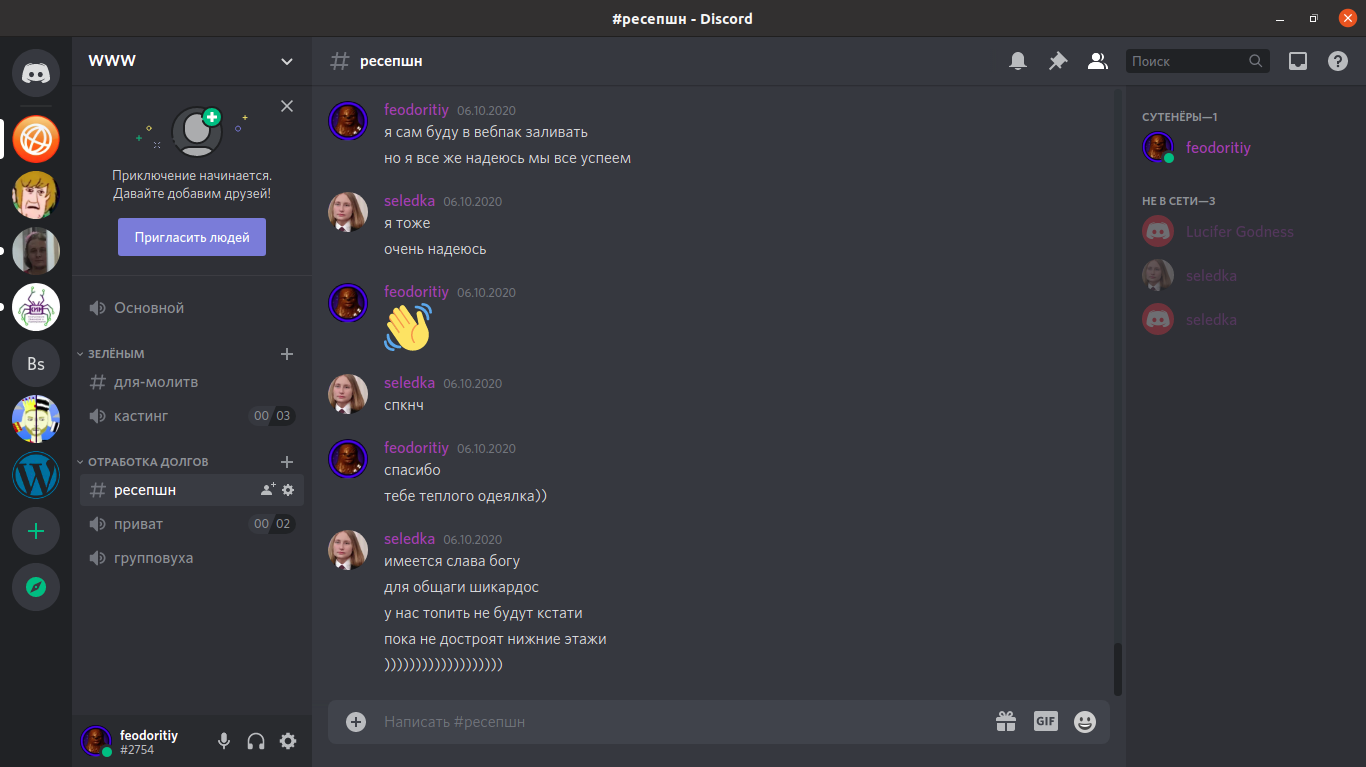 #ресепшн - Discord
WWW
Приключение начинается.
Давайте добавим друзей!
Пригласить людей
Основной
ЗЕЛЁНЫМ
для-молитв
кастинг 00 03
ОТРАБОТКА ДОЛГОВ
ресепшн
приват 00 02
групповуха
Bs
feodoritiy
#2754
# ресепшн
Поиск
feodoritiy 06.10.2020
я сам буду в вебпак заливать
но я все же надеюсь мы все успеем
seledka 06.10.2020
я тоже
очень надеюсь
feodoritiy 06.10.2020
seledka 06.10.2020
спкнч
feodoritiy 06.10.2020
спасибо
тебе теплого одеялка))
seledka 06.10.2020
имеется слава богу
для общаги шикардос
у нас топить не будут кстати
пока не достроят нижние этажи
)))))))))))))))))))
Написать #ресепшн
GIF
СУТЕНЁРЫ—1
feodoritiy
НЕ В СЕТИ—3
Lucifer Godness
seledka
seledka